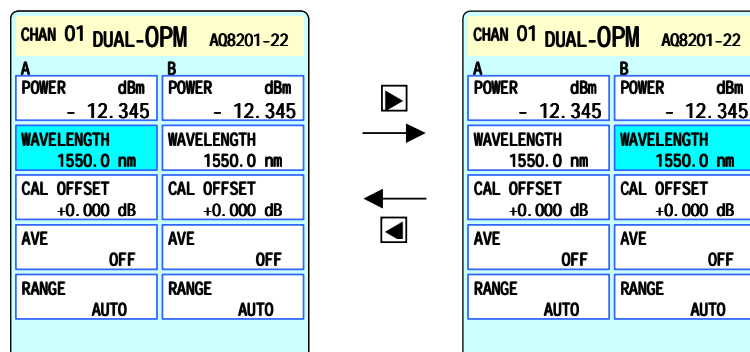 CHAN 01 DUAL-OPM AQ8201-22
A B
POWER dBm POWER dBm
- 12.345 - 12.345
WAVELENGTH WAVELENGTH
1550.0 nm 1550.0 nm
CAL OFFSET CAL OFFSET
+0.000 dB +0.000 dB
AVE AVE
OFF OFF
RANGE RANGE
AUTO AUTO
CHAN 01 DUAL-OPM AQ8201-22
A B
POWER dBm POWER dBm
- 12.345 - 12.345
WAVELENGTH WAVELENGTH
1550.0 nm 1550.0 nm
CAL OFFSET CAL OFFSET
+0.000 dB +0.000 dB
AVE AVE
OFF OFF
RANGE RANGE
AUTO AUTO